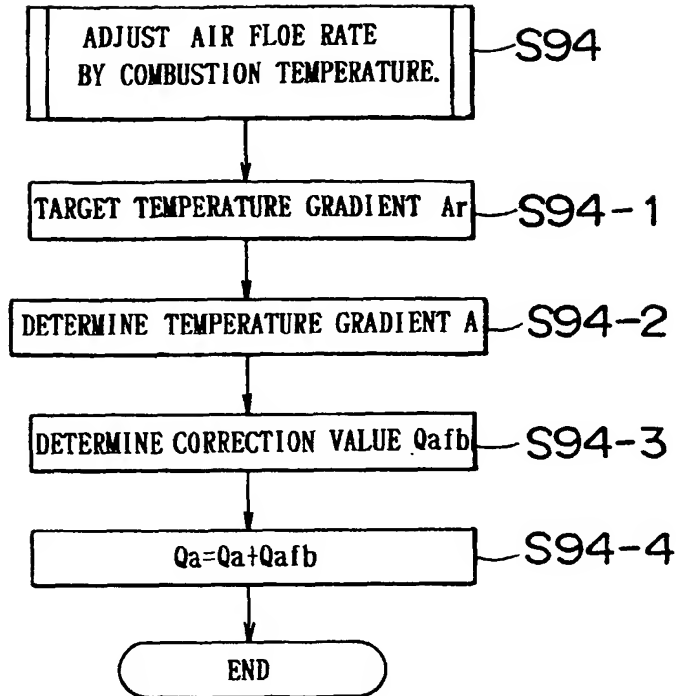 ADJUST AIR FLOE RATE
BY COMBUSTION TEMPERATURE.
S94
TARGET TEMPERATURE GRADIENT Ar
S94-1
DETERMINE TEMPERATURE GRADIENT A
S94-2
DETERMINE CORRECTION VALUE Qafb
S94-3
Qa=Qa+Qafb
S94-4
END